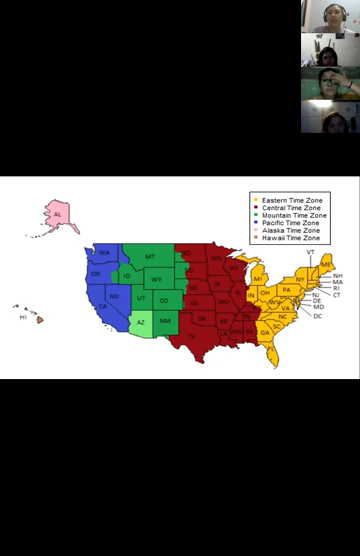 Eastern Time Zone
Central Time Zone
Mountain Time Zone
Pacific Time Zone
Alaska Time Zone
Hawaii Time Zone
AL
HI
WA
OR
CA
NV
ID
MT
WY
UT
CO
AZ
NM
TX
MI
IN
OH
PA
NY
WV
VA
NC
SC
GA
FL
VT
ME
NH
MA
RI
CT
NJ
DE
MD
DC